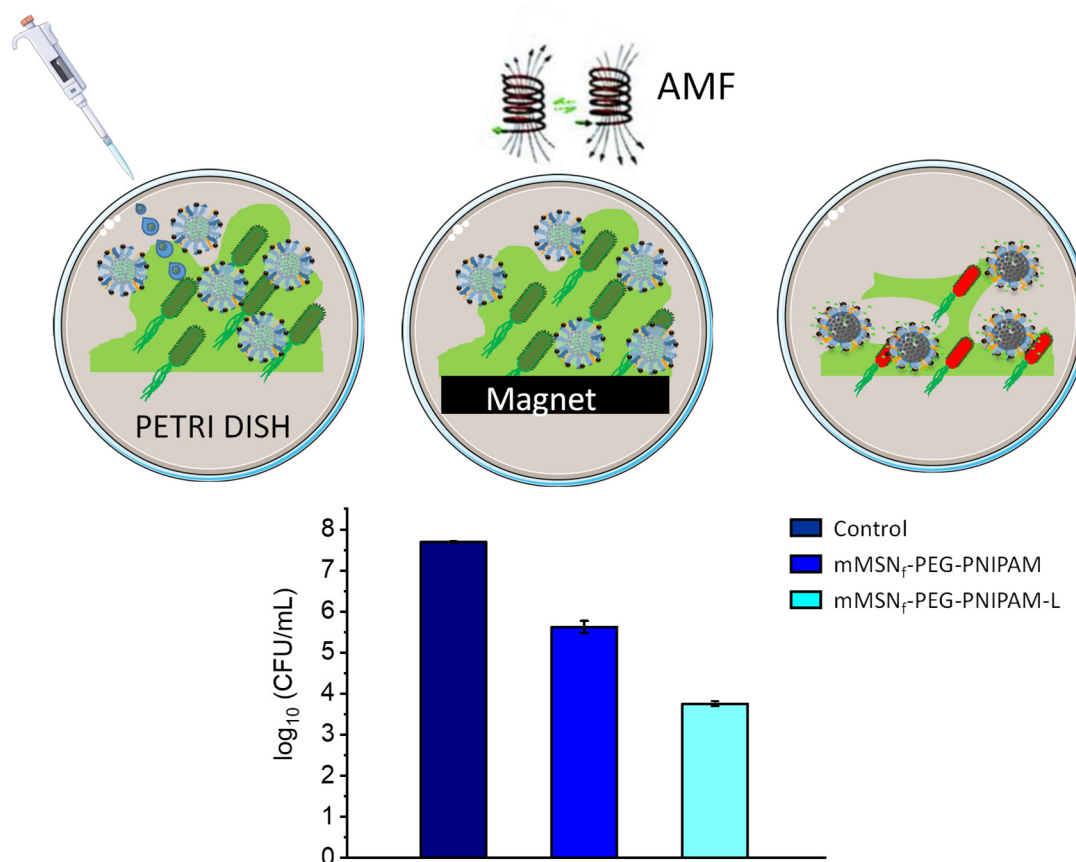 AMF
PETRI DISH
Magnet
8
7
6
5
4
3
2
1
0
log₁₀ (CFU/mL)
Control
mMSNf-PEG-PNIPAM
mMSNf-PEG-PNIPAM-L